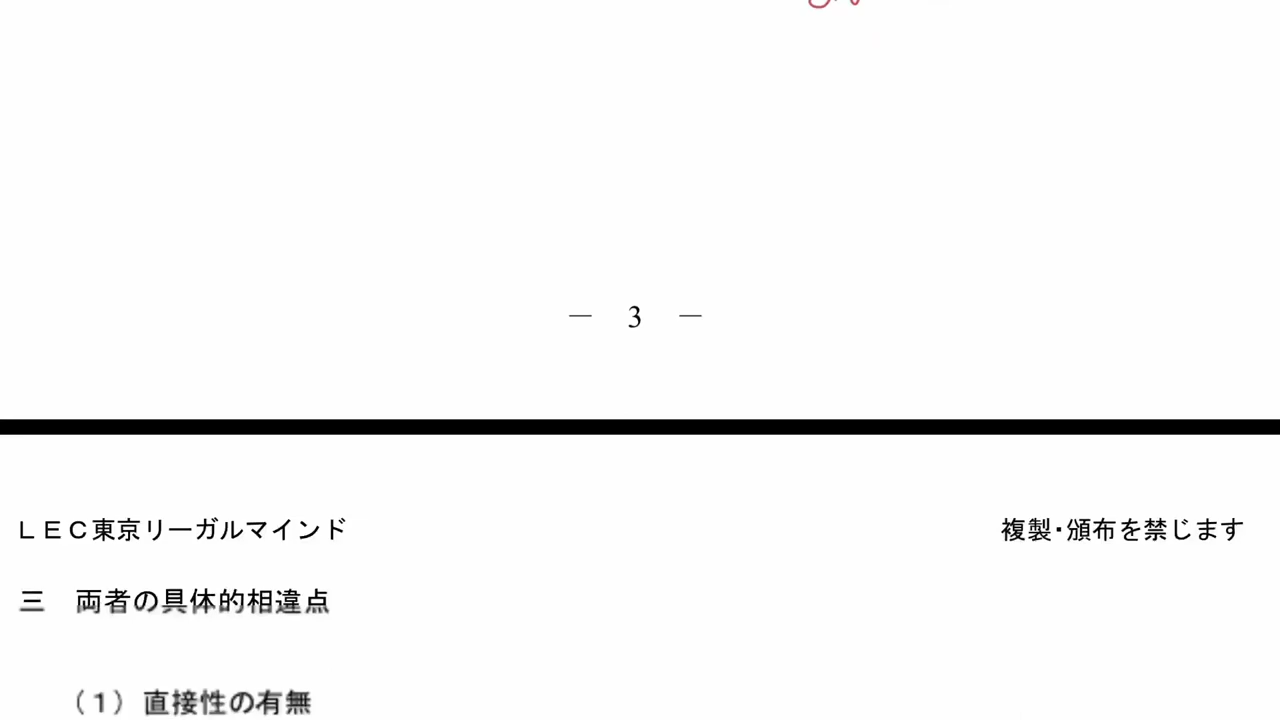 — 3 —
ＬＥＣ東京リーガルマインド
複製・頒布を禁じます
三　両者の具体的相違点
（１）直接性の有無